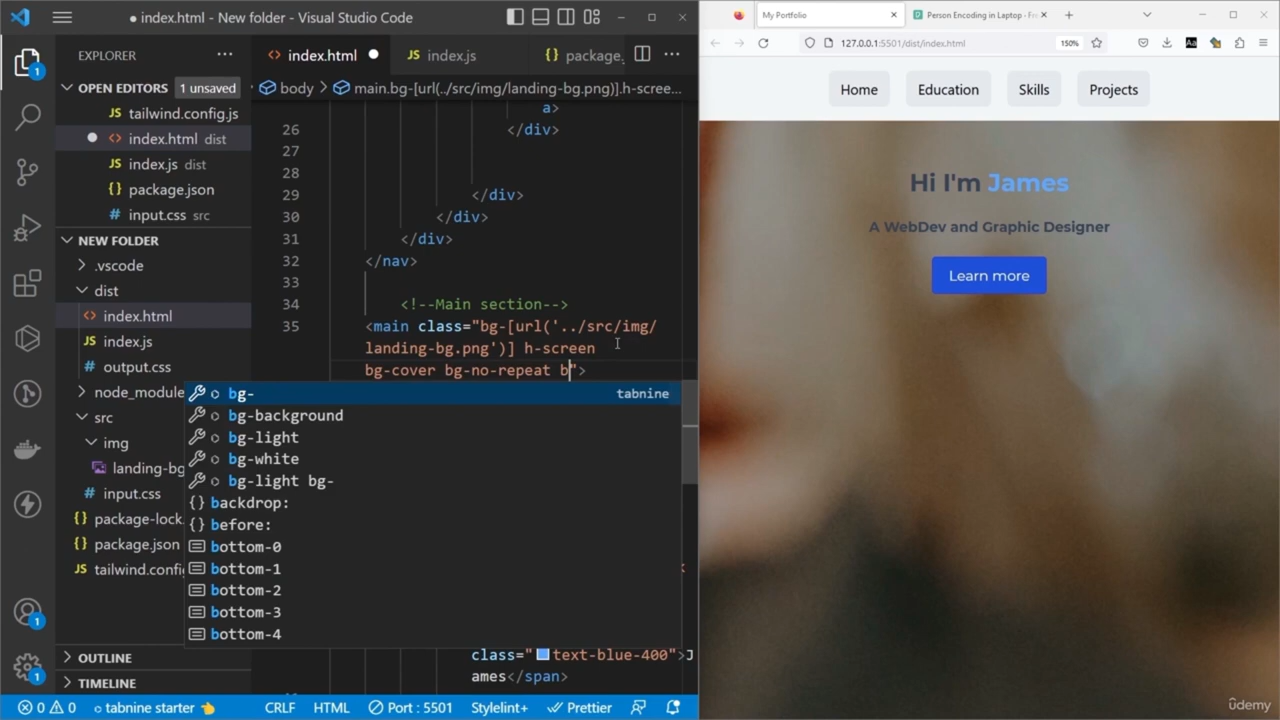 index.html - New folder - Visual Studio Code
EXPLORER
OPEN EDITORS 1 unsaved
JS tailwind.config.js
<> index.html dist
JS index.js dist
{} package.json
# input.css src
NEW FOLDER
.vscode
dist
<> index.html
JS index.js
# output.css
node_module
src
img
landing-bg
# input.css
{} package-lock.
{} package.json
JS tailwind.config
OUTLINE
TIMELINE
1
1
1
<> index.html
JS index.js
{} package.
body > main.bg-[url(../src/img/landing-bg.png)].h-scree...
a>
26 </div>
27
28
29 </div>
30 </div>
31 </div>
32 </nav>
33
34 <!--Main section-->
35 <main class="bg-[url('../src/img/
landing-bg.png')] h-screen
bg-cover bg-no-repeat b">
bg- tabnine
bg-background
bg-light
bg-white
bg-light bg-
{} backdrop:
{} before:
bottom-0
bottom-1
bottom-2
bottom-3
bottom-4
class="text-blue-400">J
ames</span>
0 0 tabnine starter CRLF HTML Port : 5501 Stylelint+ Prettier
My Portfolio
Person Encoding in Laptop - Fr
127.0.0.1:5501/dist/index.html
150%
Aa
Home Education Skills Projects
Hi I'm James
A WebDev and Graphic Designer
Learn more
ûdemy